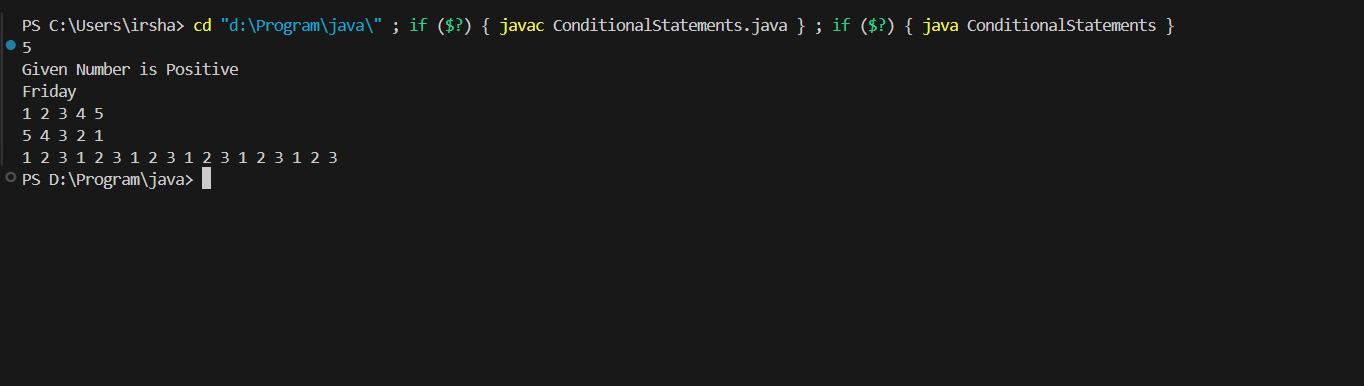 PS C:\Users\irsha> cd "d:\Program\java\" ; if ($?) { javac ConditionalStatements.java } ; if ($?) { java ConditionalStatements }
5
Given Number is Positive
Friday
1 2 3 4 5
5 4 3 2 1
1 2 3 1 2 3 1 2 3 1 2 3 1 2 3 1 2 3
PS D:\Program\java>